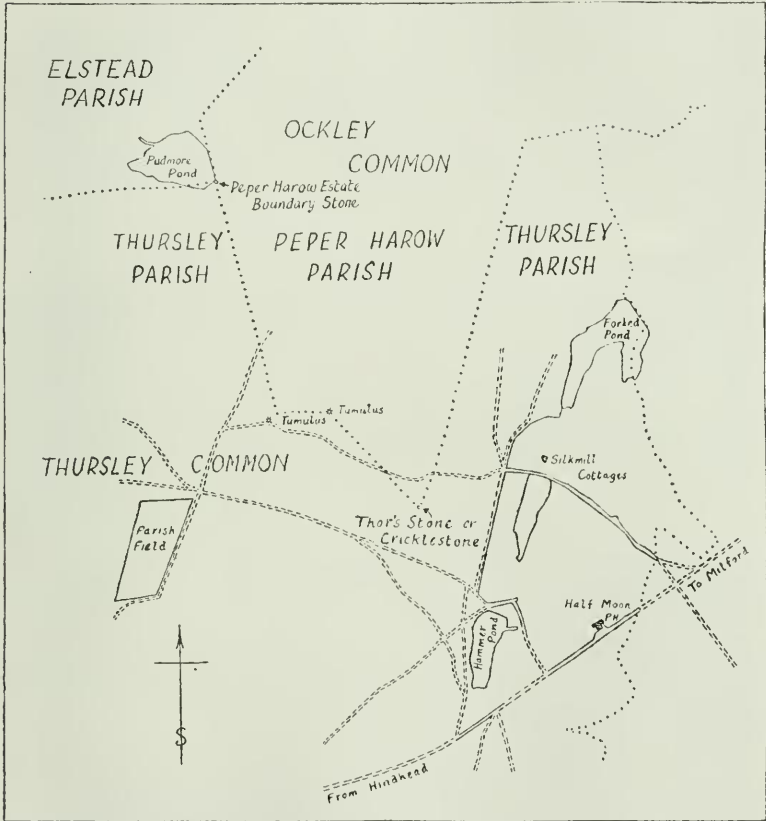 ELSTEAD
PARISH
OCKLEY
COMMON
Pudmore
Pond
Peper Harow Estate
Boundary Stone
THURSLEY
PARISH
PEPER HAROW
PARISH
THURSLEY
PARISH
Forked
Pond
Tumulus
Tumulus
THURSLEY COMMON
Silkmill
Cottages
Parish
Field
Thor's Stone or
Cricklestone
Half Moon
PH
To Milford
Hammer
Pond
S
From Hindhead